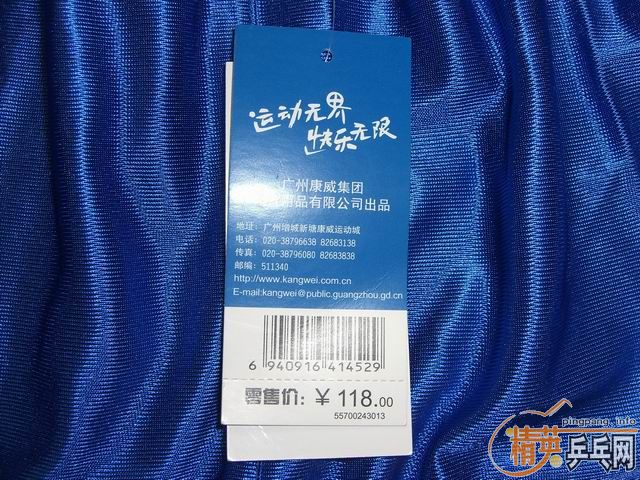 运动无界
快乐无限
广州康威集团
用品有限公司出品
地址: 广州增城新塘康威运动城
电话: 020-38796638 82683138
传真: 020-38796080 82683838
邮编: 511340
http://www.kangwei.com.cn
E-mail:kangwei@public.guangzhou.gd.cn
6 940916 414529
零售价: ¥ 118.00
55700243013
pingpang.info
精英乒乓网